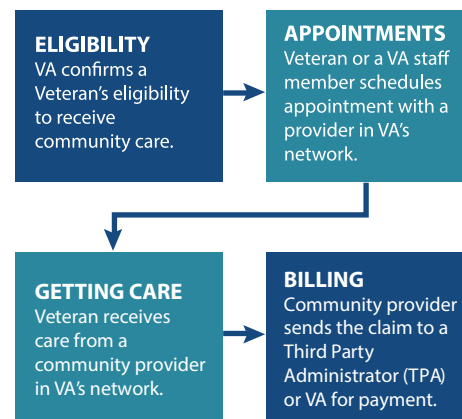 ELIGIBILITY
VA confirms a
Veteran's eligibility
to receive
community care.
APPOINTMENTS
Veteran or a VA staff
member schedules
appointment with a
provider in VA's
network.
GETTING CARE
Veteran receives
care from a
community provider
in VA's network.
BILLING
Community provider
sends the claim to a
Third Party
Administrator (TPA)
or VA for payment.